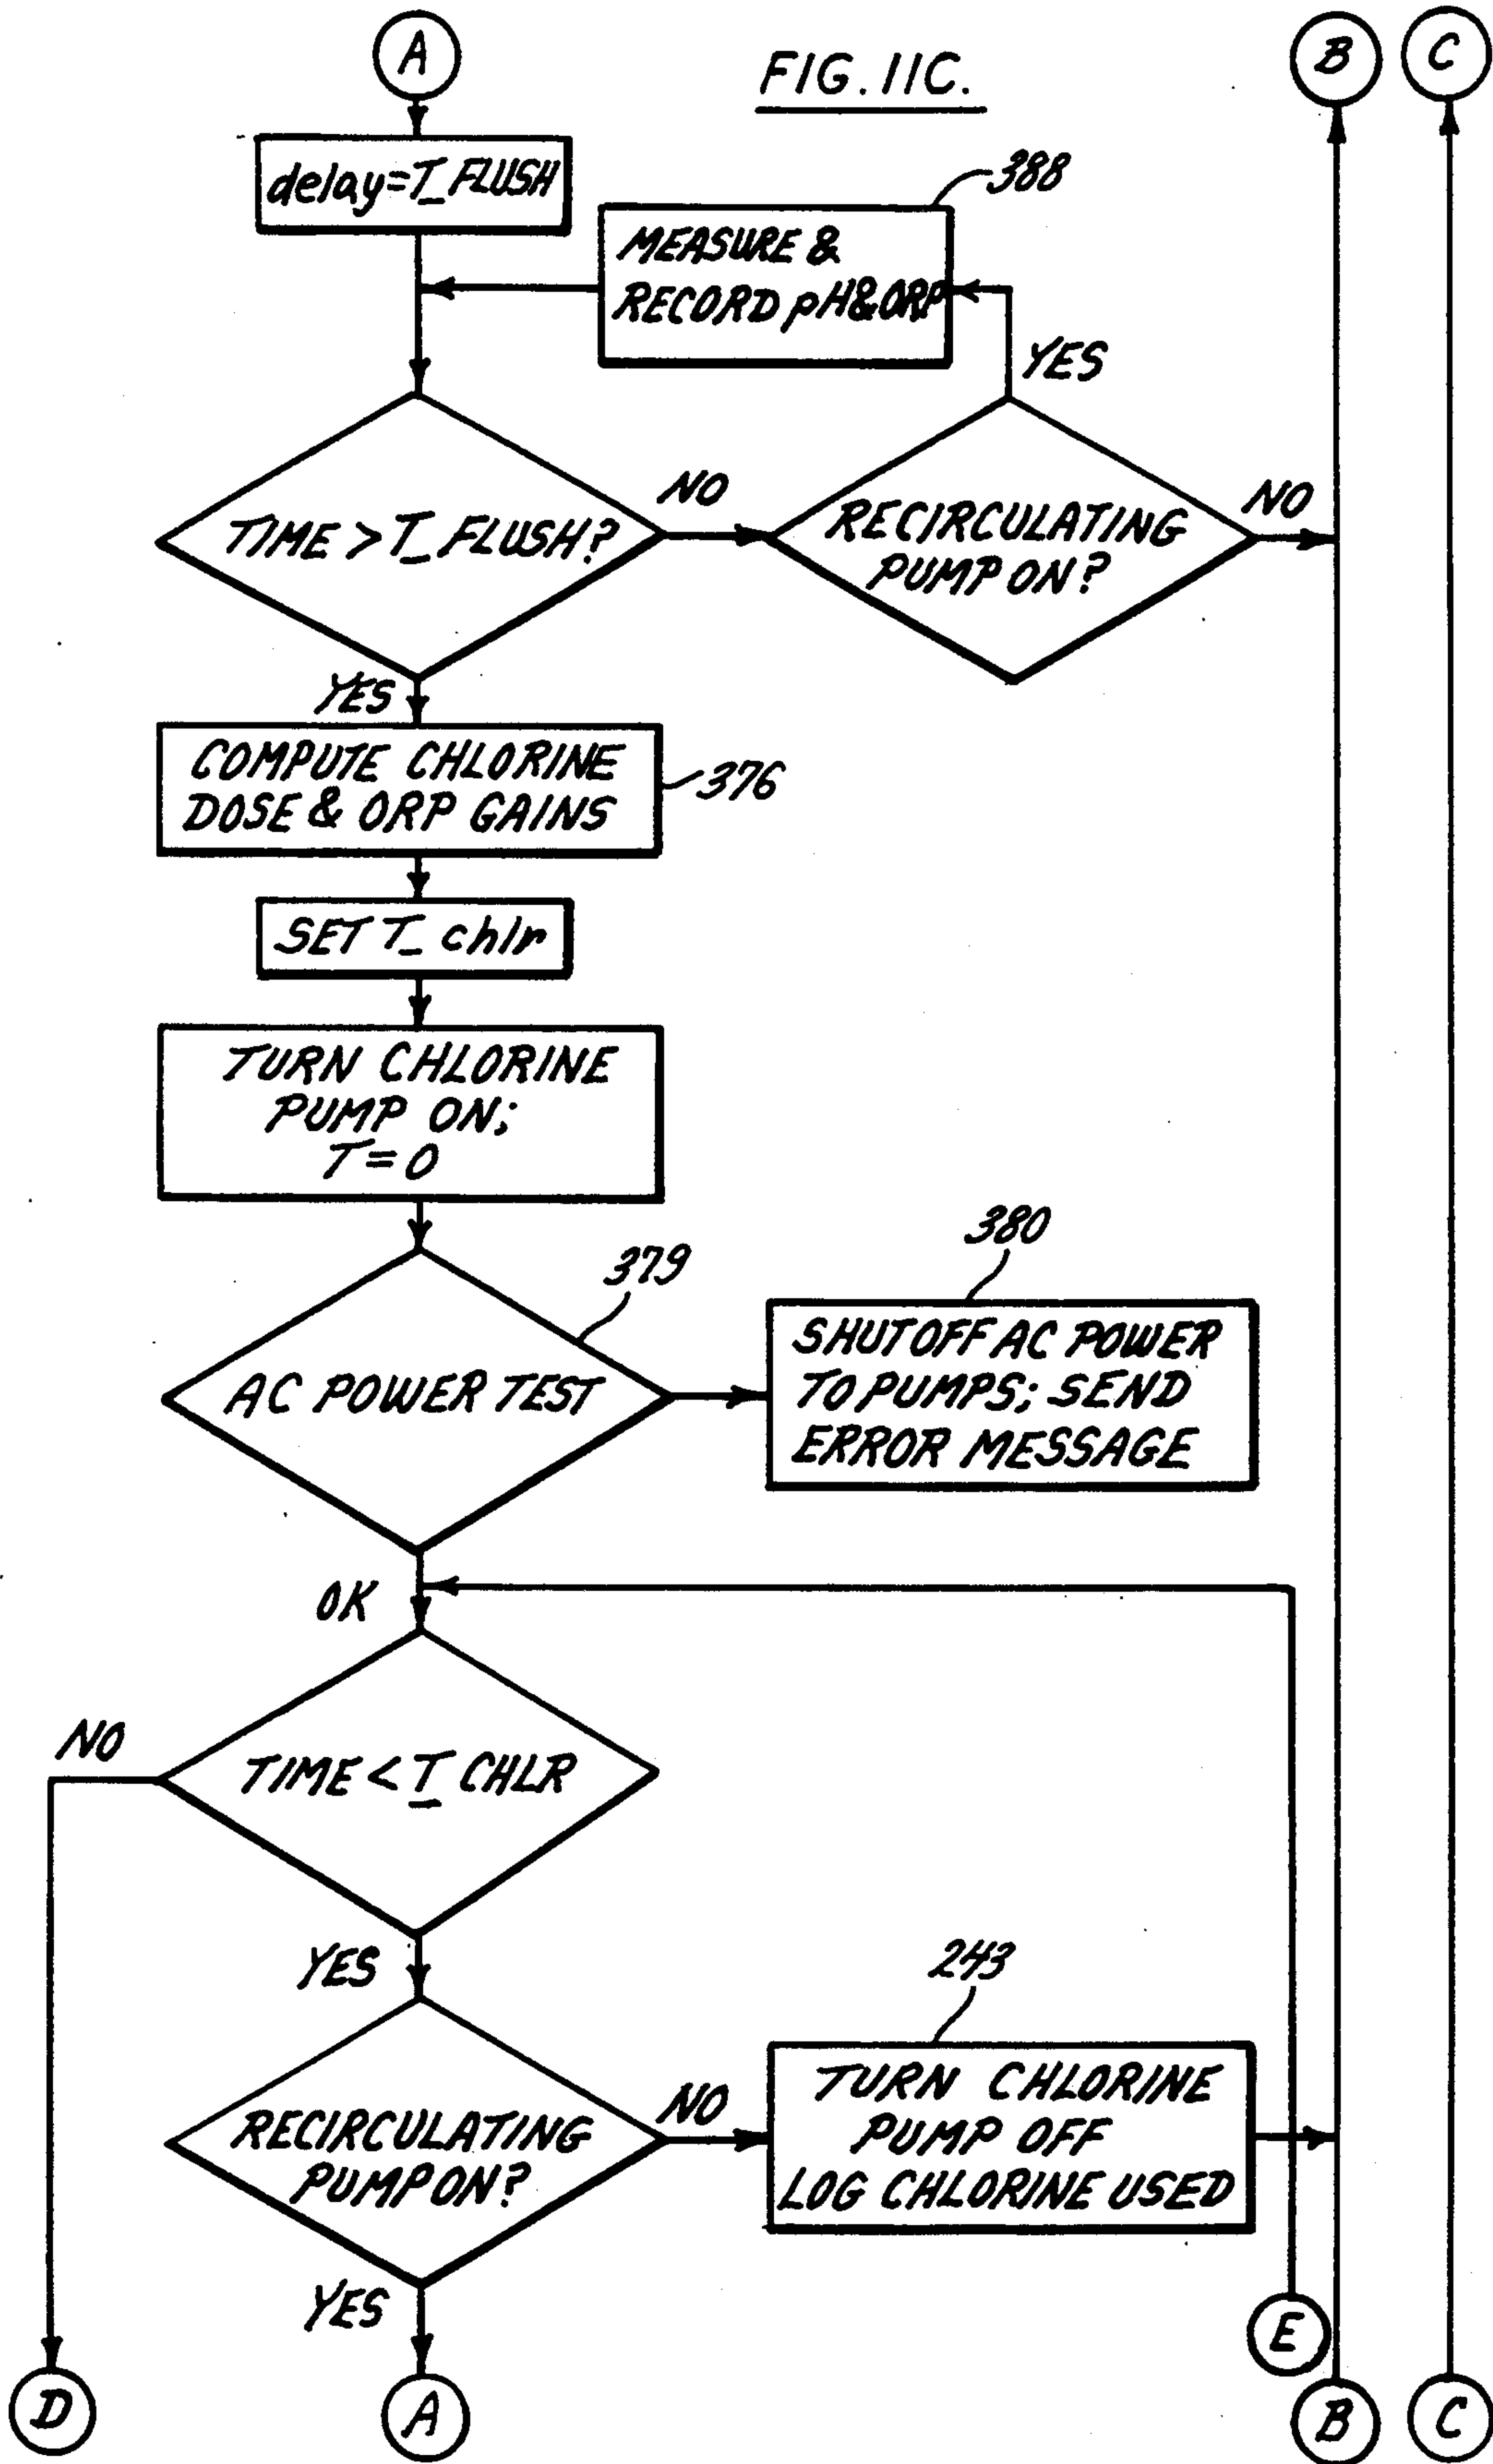 A
FIG. 11C.
B
C
delay=T_FLUSH
388
MEASURE &
RECORD pH&ORP
YES
TIME > T_FLUSH?
NO
RECIRCULATING
PUMP ON?
NO
YES
COMPUTE CHLORINE
DOSE & ORP GAINS
376
SET T_chlr
TURN CHLORINE
PUMP ON;
T=0
379
AC POWER TEST
380
SHUTOFF AC POWER
TO PUMPS; SEND
ERROR MESSAGE
OK
NO
TIME < T_CHLR
YES
RECIRCULATING
PUMP ON?
NO
243
TURN CHLORINE
PUMP OFF
LOG CHLORINE USED
YES
E
D
A
B
C